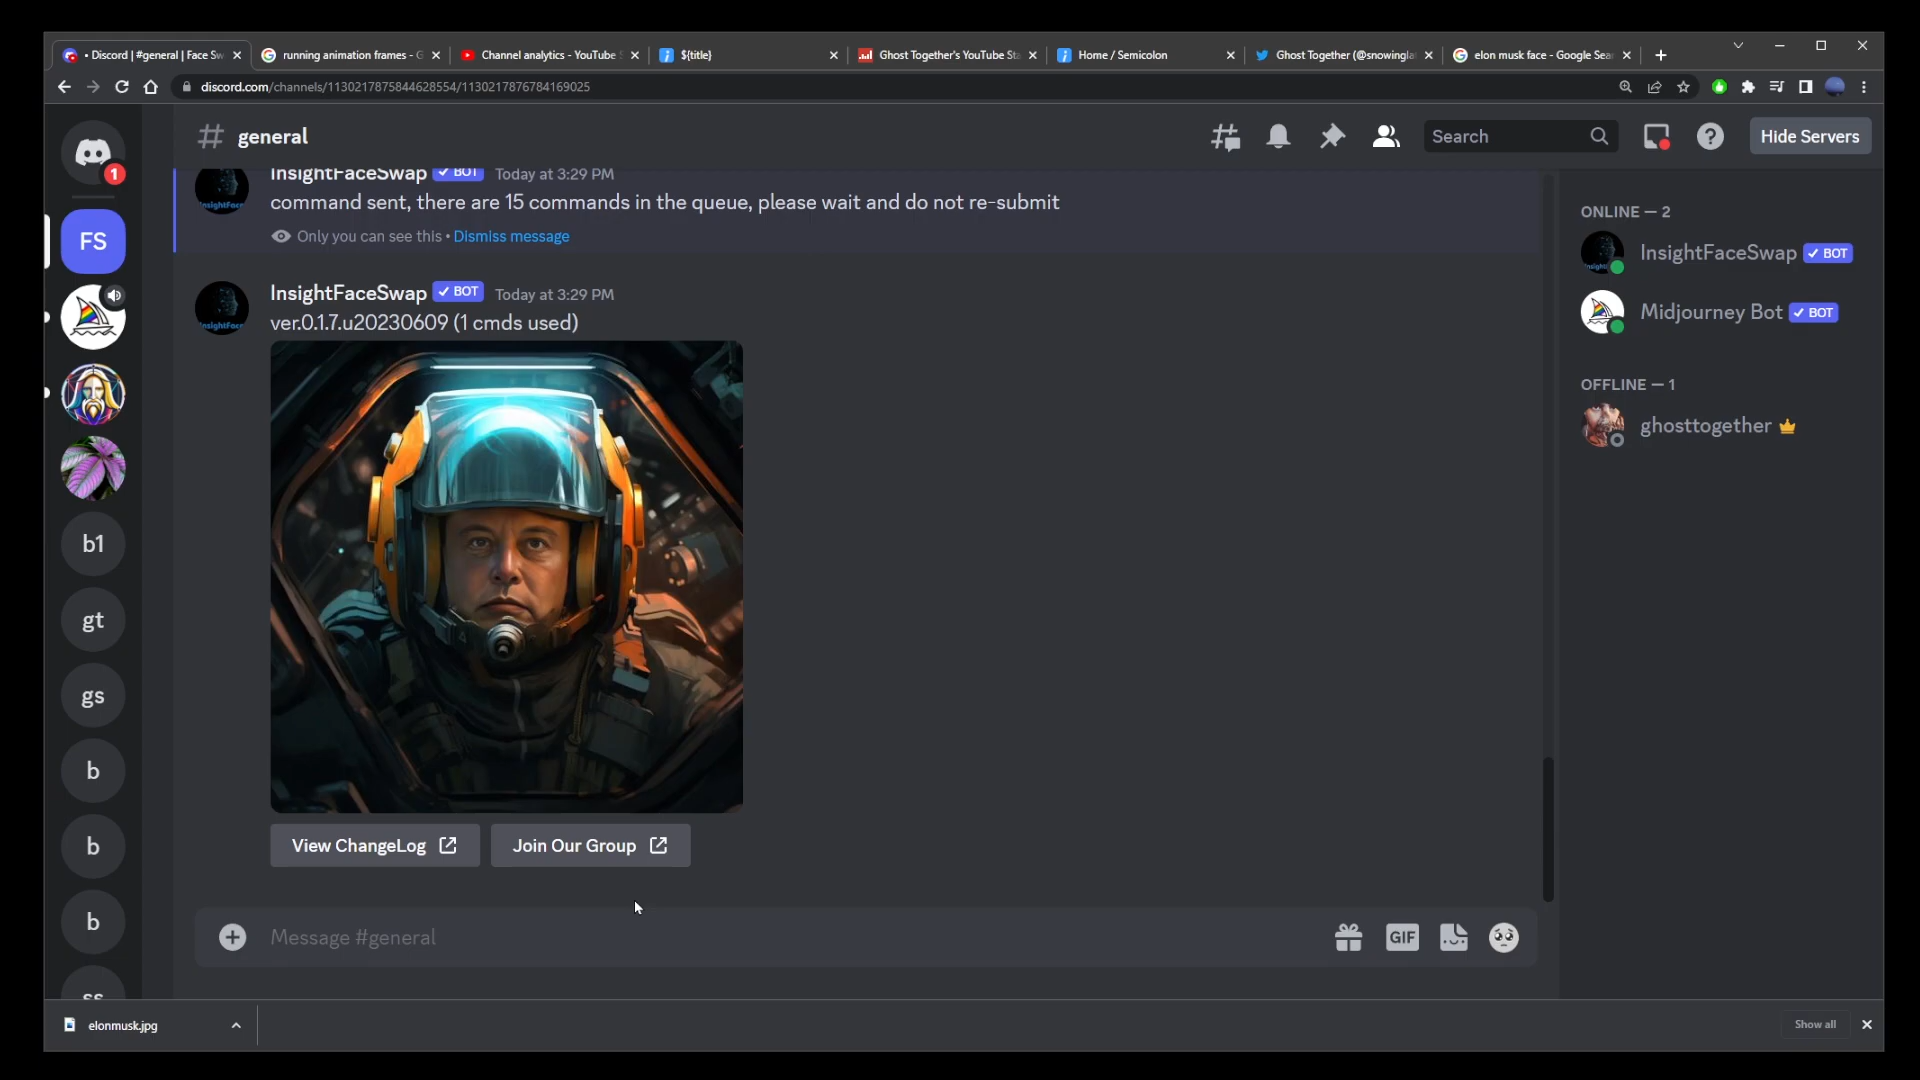 • Discord | #general | Face Sw
running animation frames - G
Channel analytics - YouTube S
${title}
Ghost Together's YouTube Sta
Home / Semicolon
Ghost Together (@snowingla
elon musk face - Google Sea
discord.com/channels/1130217875844628554/1130217876784169025
1
general
Search
Hide Servers
FS
b1
gt
gs
b
b
b
ss
InsightFaceSwap BOT Today at 3:29 PM
command sent, there are 15 commands in the queue, please wait and do not re-submit
Only you can see this • Dismiss message
InsightFaceSwap BOT Today at 3:29 PM
ver.0.1.7.u20230609 (1 cmds used)
View ChangeLog
Join Our Group
Message #general
GIF
ONLINE — 2
InsightFaceSwap BOT
Midjourney Bot BOT
OFFLINE — 1
ghosttogether
elonmusk.jpg
Show all